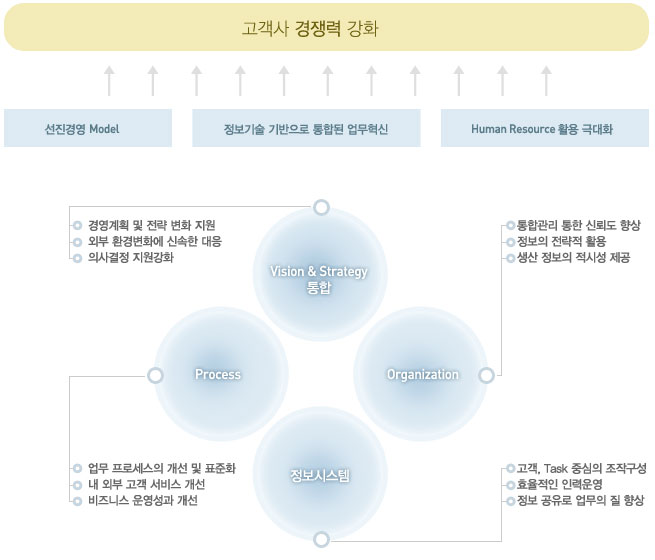 고객사 경쟁력 강화
선진경영 Model
정보기술 기반으로 통합된 업무혁신
Human Resource 활용 극대화
경영계획 및 전략 변화 지원
외부 환경변화에 신속한 대응
의사결정 지원강화
Vision & Strategy
통합
통합관리 통한 신뢰도 향상
정보의 전략적 활용
생산 정보의 적시성 제공
Process
Organization
업무 프로세스의 개선 및 표준화
내 외부 고객 서비스 개선
비즈니스 운영성과 개선
정보시스템
고객, Task 중심의 조작구성
효율적인 인력운영
정보 공유로 업무의 질 향상